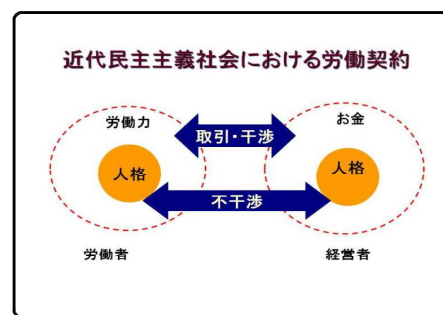 近代民主主義社会における労働契約
労働力
お金
取引・干渉
人格
人格
不干渉
労働者
経営者